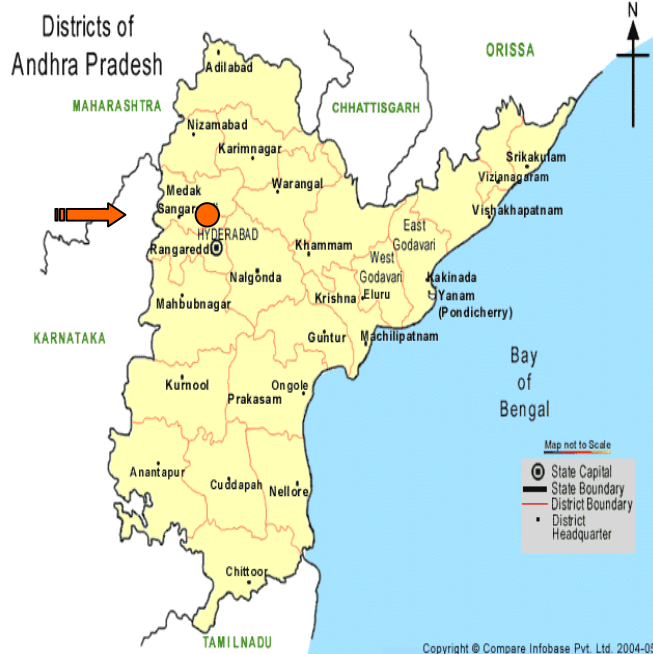 Districts of
Andhra Pradesh
N
ORISSA
Adilabad
MAHARASHTRA
CHHATTISGARH
Nizamabad
Karimnagar
Srikakulam
Vizianagaram
Medak
Warangal
Vishakhapatnam
HYDERABAD
East
Godavari
Khammam
West
Godavari
Nalgonda
Kakinada
Krishna
Eluru
Yanam
(Pondicherry)
Mahbubnagar
KARNATAKA
Guntur
Machilipatnam
Bay
of
Bengal
Kurnool
Ongole
Prakasam
Map not to Scale
Anantapur
Cuddapah
Nellore
State Capital
State Boundary
District Boundary
District
Headquarter
Chittoor
TAMILNADU
Copyright © Compare Infobase Pvt. Ltd. 2004-05